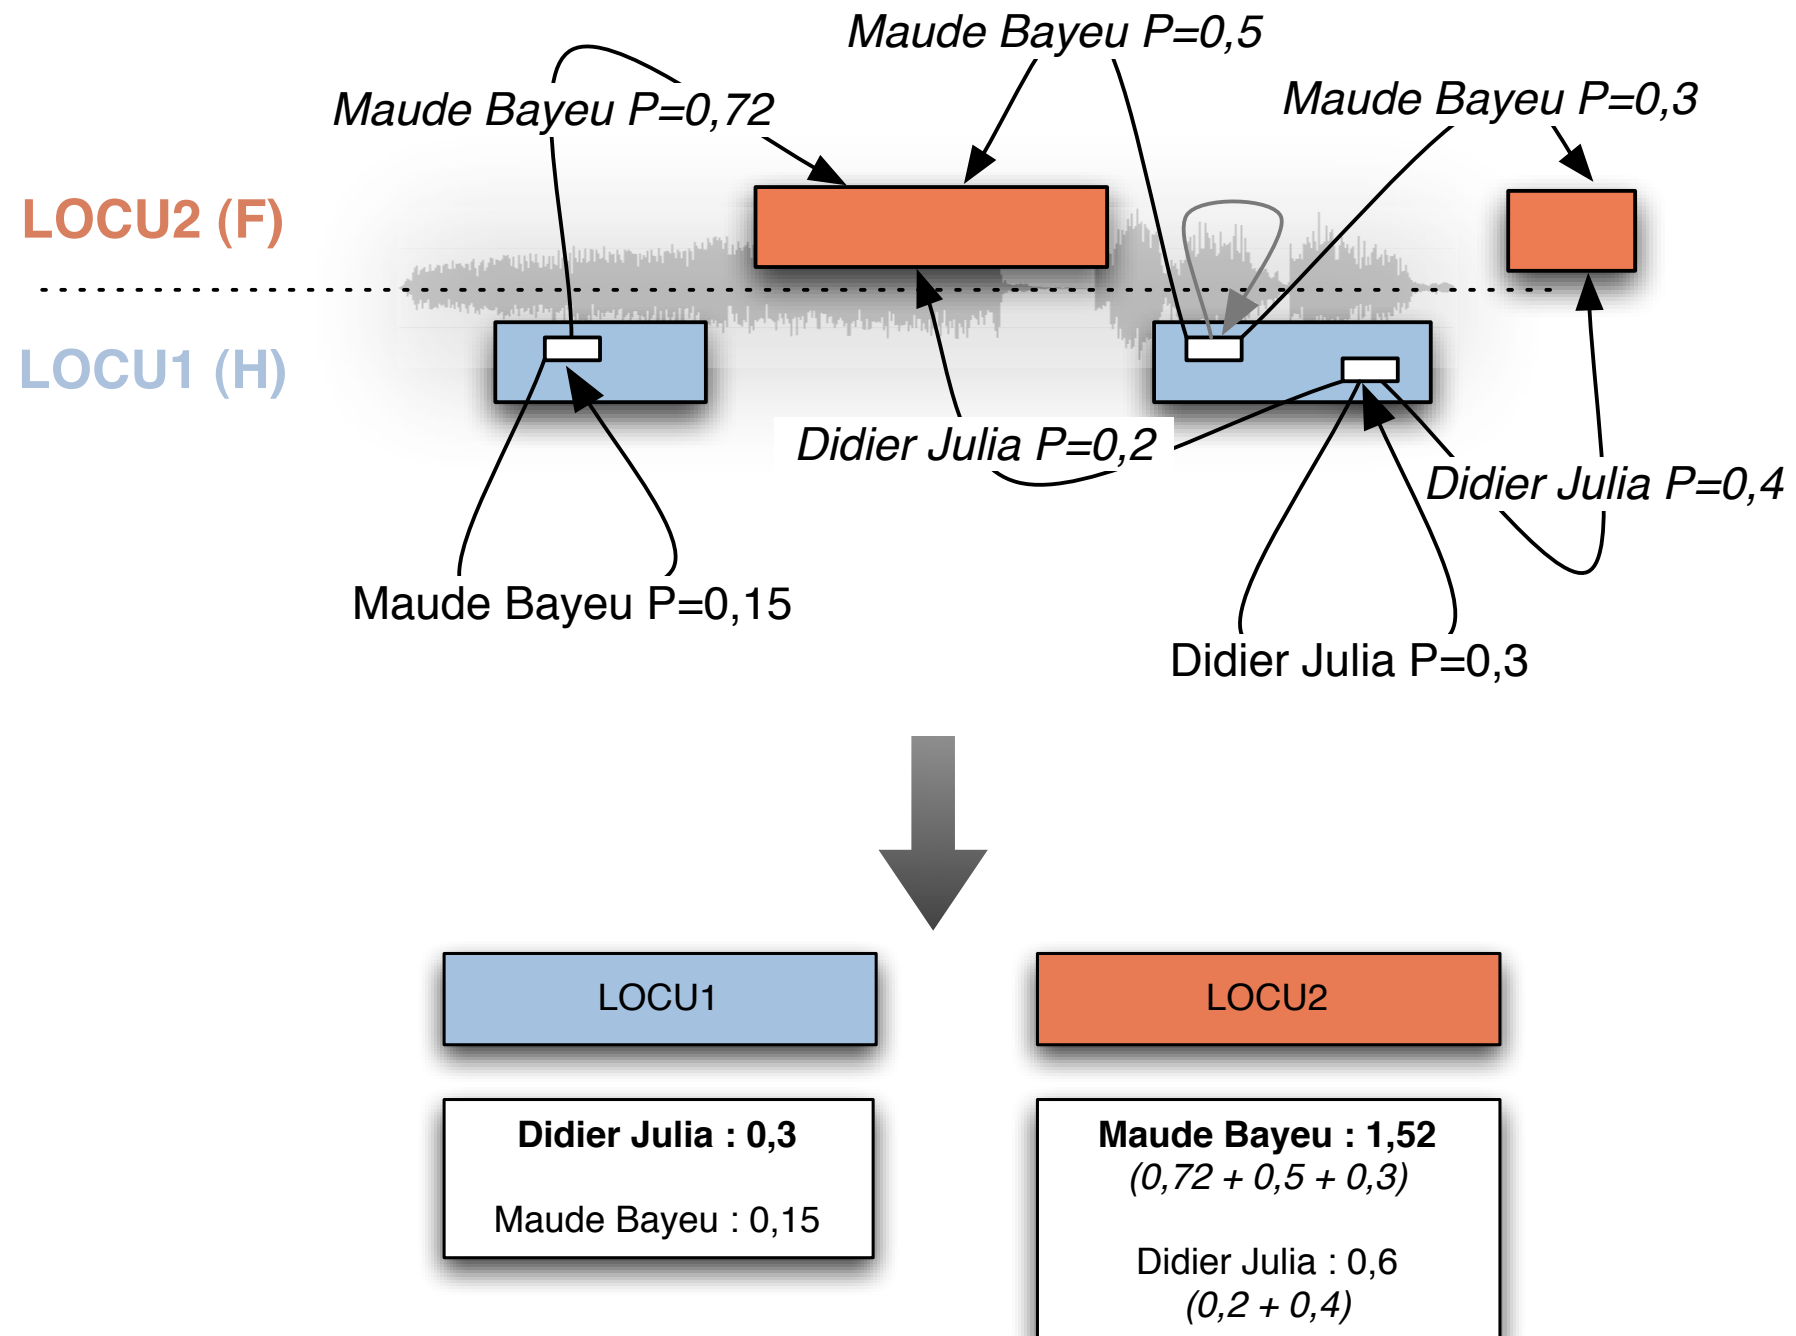 Maude Bayeu P=0,5
Maude Bayeu P=0,72
Maude Bayeu P=0,3
LOCU2 (F)
LOCU1 (H)
Didier Julia P=0,2
Didier Julia P=0,4
Maude Bayeu P=0,15
Didier Julia P=0,3
LOCU1
LOCU2
Didier Julia : 0,3
Maude Bayeu : 0,15
Maude Bayeu : 1,52
(0,72 + 0,5 + 0,3)
Didier Julia : 0,6
(0,2 + 0,4)